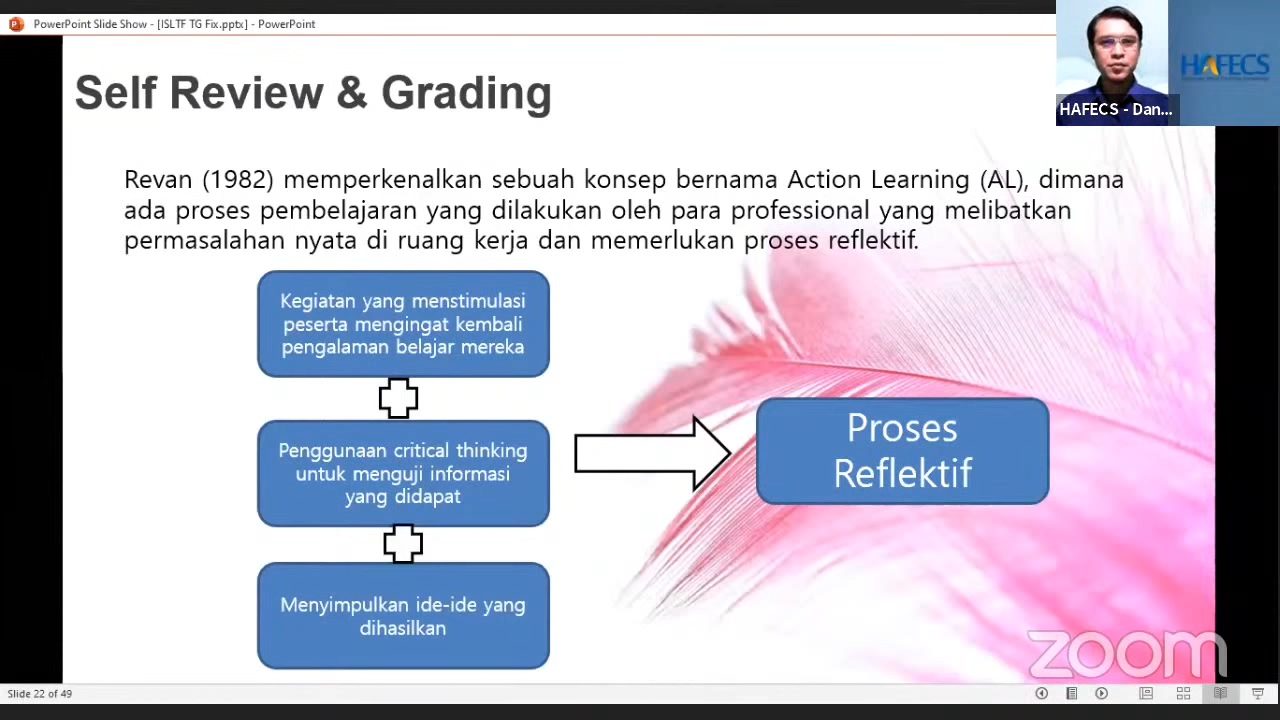 PowerPoint Slide Show - [ISLTF TG Fix.pptx] - PowerPoint
HAFECS
HAFECS - Dan...
Self Review & Grading
Revan (1982) memperkenalkan sebuah konsep bernama Action Learning (AL), dimana
ada proses pembelajaran yang dilakukan oleh para professional yang melibatkan
permasalahan nyata di ruang kerja dan memerlukan proses reflektif.
Kegiatan yang menstimulasi
peserta mengingat kembali
pengalaman belajar mereka
Penggunaan critical thinking
untuk menguji informasi
yang didapat
Menyimpulkan ide-ide yang
dihasilkan
Proses
Reflektif
zoom
Slide 22 of 49